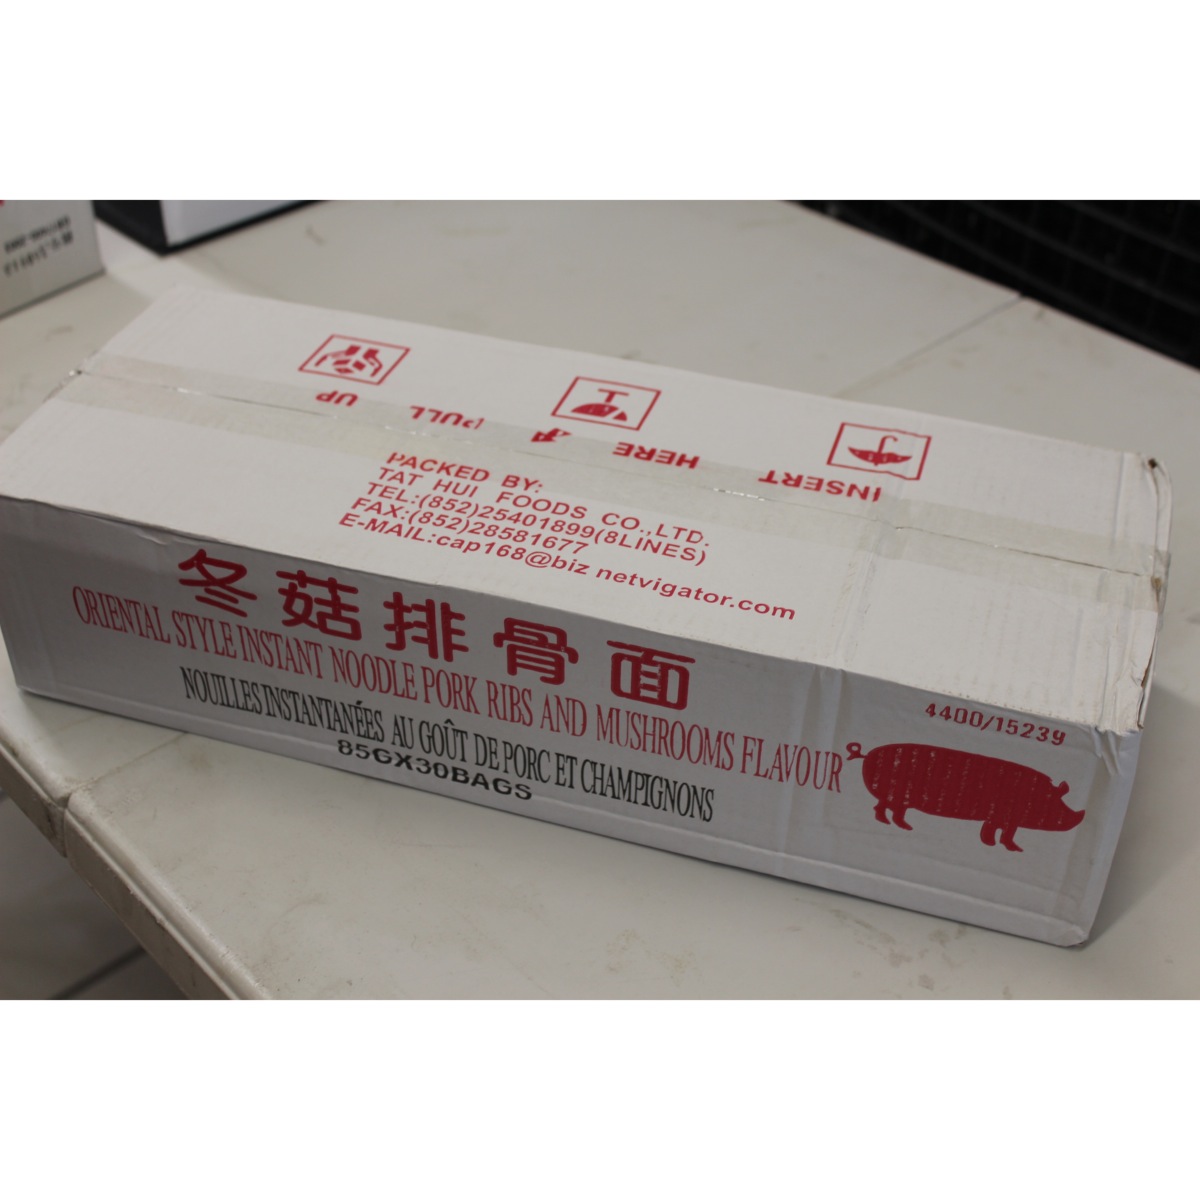 INSERT HERE PULL UP
PACKED BY:
TAT HUI FOODS CO.,LTD.
TEL:(852)25401899(8LINES)
FAX:(852)28581677
E-MAIL:cap168@biz netvigator.com
冬菇排骨面
ORIENTAL STYLE INSTANT NOODLE PORK RIBS AND MUSHROOMS FLAVOUR
NOUILLES INSTANTANÉES AU GOÛT DE PORC ET CHAMPIGNONS
85GX30BAGS
4400/15239